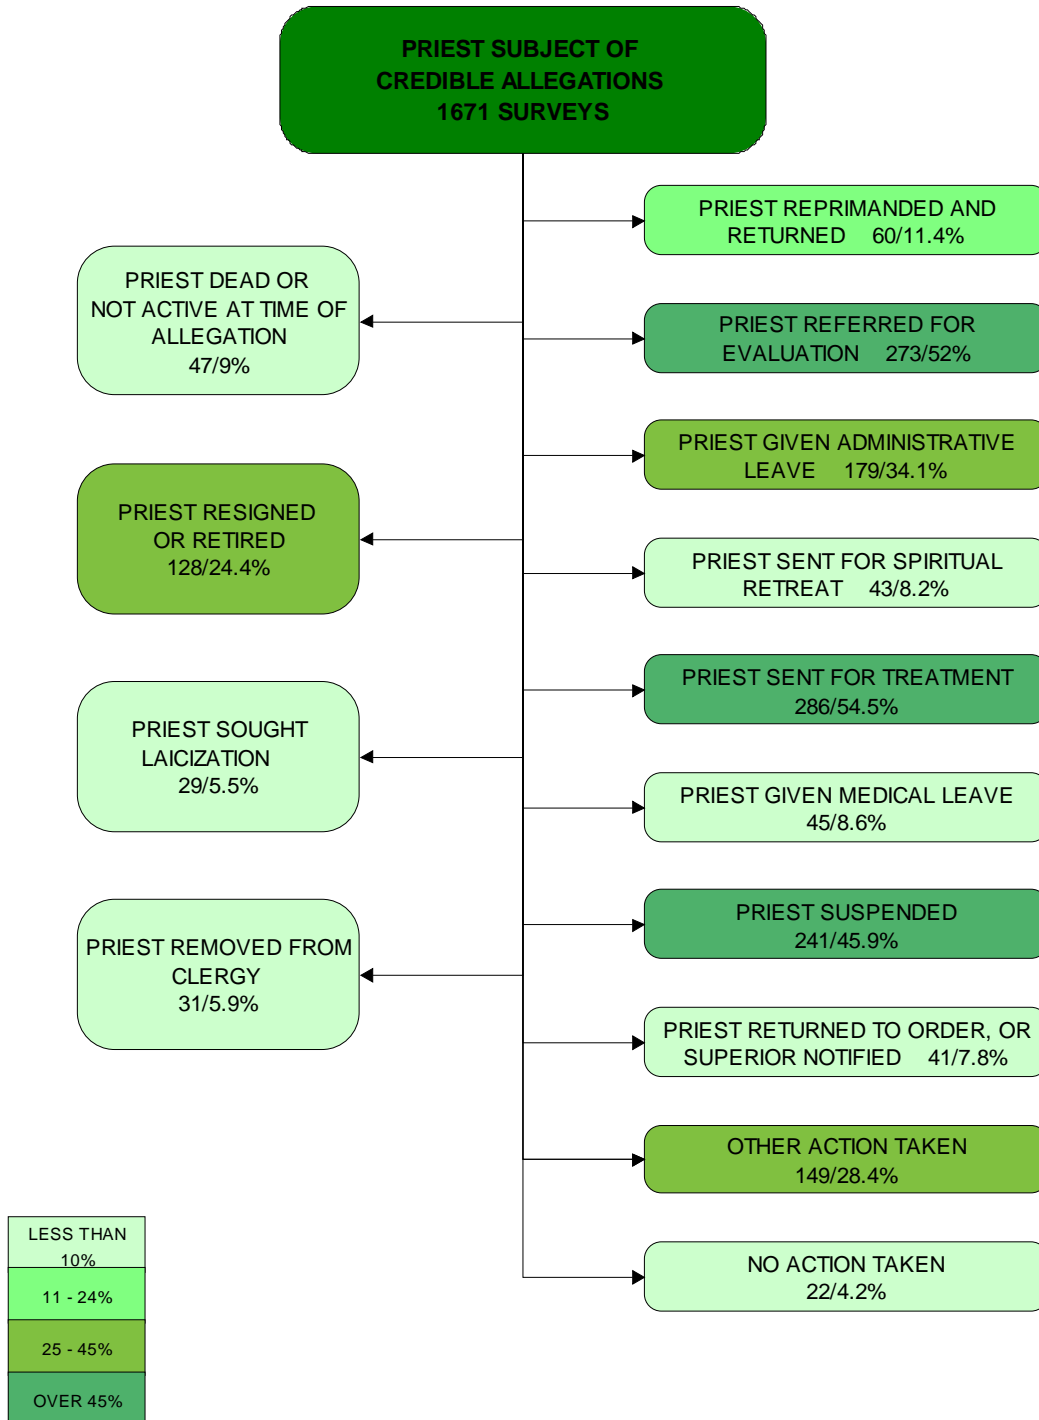 PRIEST SUBJECT OF
CREDIBLE ALLEGATIONS
1671 SURVEYS
PRIEST DEAD OR
NOT ACTIVE AT TIME OF
ALLEGATION
47/9%
PRIEST RESIGNED
OR RETIRED
128/24.4%
PRIEST SOUGHT
LAICIZATION
29/5.5%
PRIEST REMOVED FROM
CLERGY
31/5.9%
PRIEST REPRIMANDED AND
RETURNED 60/11.4%
PRIEST REFERRED FOR
EVALUATION 273/52%
PRIEST GIVEN ADMINISTRATIVE
LEAVE 179/34.1%
PRIEST SENT FOR SPIRITUAL
RETREAT 43/8.2%
PRIEST SENT FOR TREATMENT
286/54.5%
PRIEST GIVEN MEDICAL LEAVE
45/8.6%
PRIEST SUSPENDED
241/45.9%
PRIEST RETURNED TO ORDER, OR
SUPERIOR NOTIFIED 41/7.8%
OTHER ACTION TAKEN
149/28.4%
NO ACTION TAKEN
22/4.2%
LESS THAN
10%
11 - 24%
25 - 45%
OVER 45%